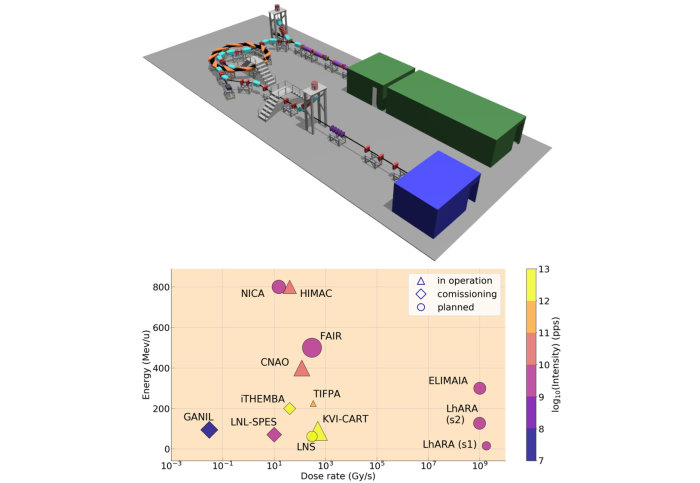 800
600
400
200
0
Energy (Mev/u)
NICA
HIMAC
FAIR
CNAO
TIFPA
iTHEMBA
GANIL
LNL-SPES
KVI-CART
LNS
ELIMAIA
LhARA
(s2)
LhARA (s1)
in operation
comissioning
planned
10⁻³
10⁻¹
10¹
10³
10⁵
10⁷
10⁹
Dose rate (Gy/s)
13
12
11
10
9
8
7
log₁₀(Intensity) (pps)